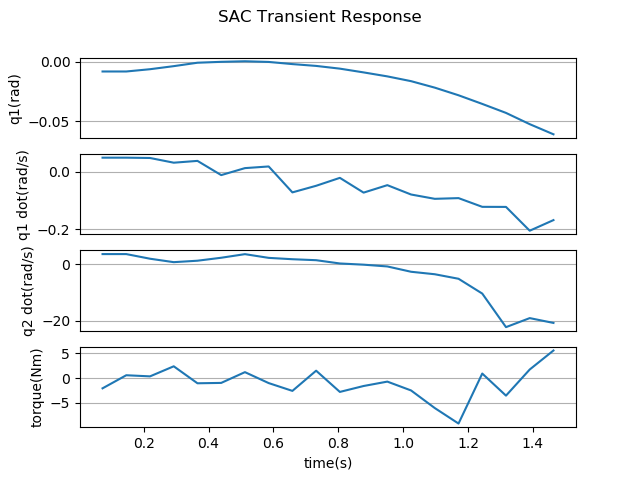 SAC Transient Response
q1(rad)
0.00
−0.05
q1 dot(rad/s)
0.0
−0.2
q2 dot(rad/s)
0
−20
torque(Nm)
5
0
−5
0.2 0.4 0.6 0.8 1.0 1.2 1.4
time(s)